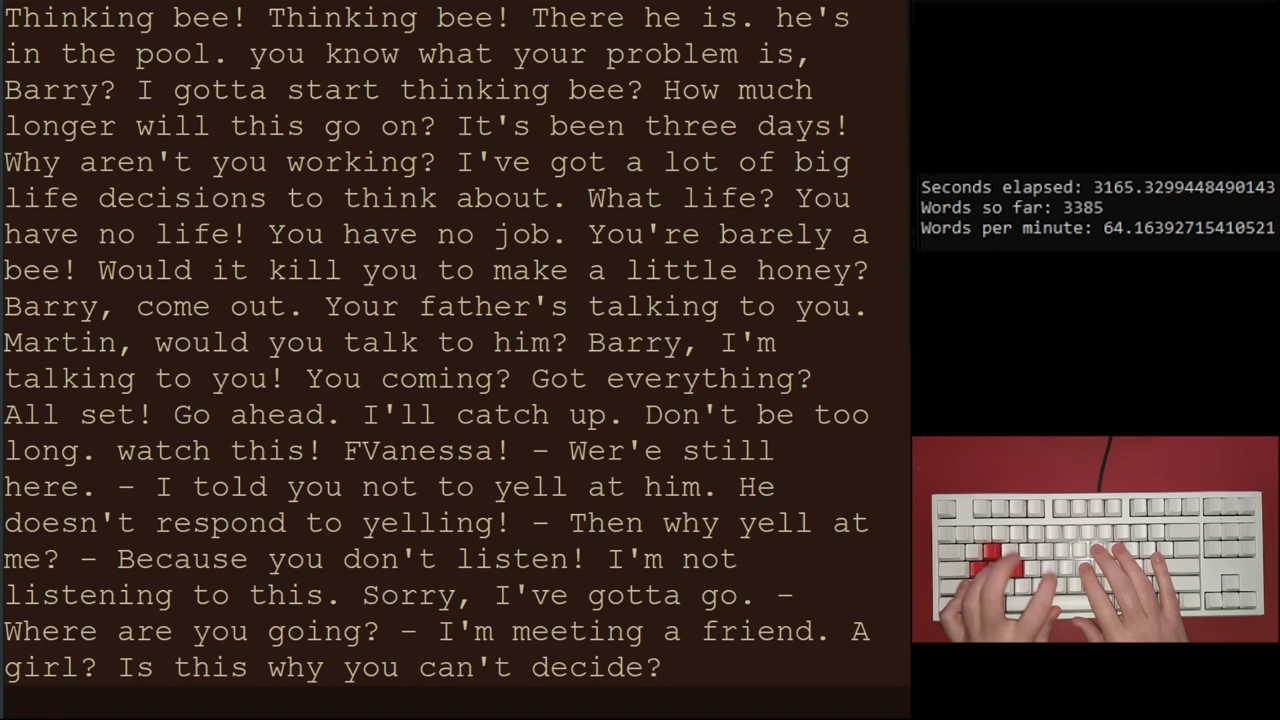 Thinking bee! Thinking bee! There he is. he's
in the pool. you know what your problem is,
Barry? I gotta start thinking bee? How much
longer will this go on? It's been three days!
Why aren't you working? I've got a lot of big
life decisions to think about. What life? You
have no life! You have no job. You're barely a
bee! Would it kill you to make a little honey?
Barry, come out. Your father's talking to you.
Martin, would you talk to him? Barry, I'm
talking to you! You coming? Got everything?
All set! Go ahead. I'll catch up. Don't be too
long. watch this! FVanessa! - Wer'e still
here. - I told you not to yell at him. He
doesn't respond to yelling! - Then why yell at
me? - Because you don't listen! I'm not
listening to this. Sorry, I've gotta go. -
Where are you going? - I'm meeting a friend. A
girl? Is this why you can't decide?
Seconds elapsed: 3165.3299448490143
Words so far: 3385
Words per minute: 64.16392715410521